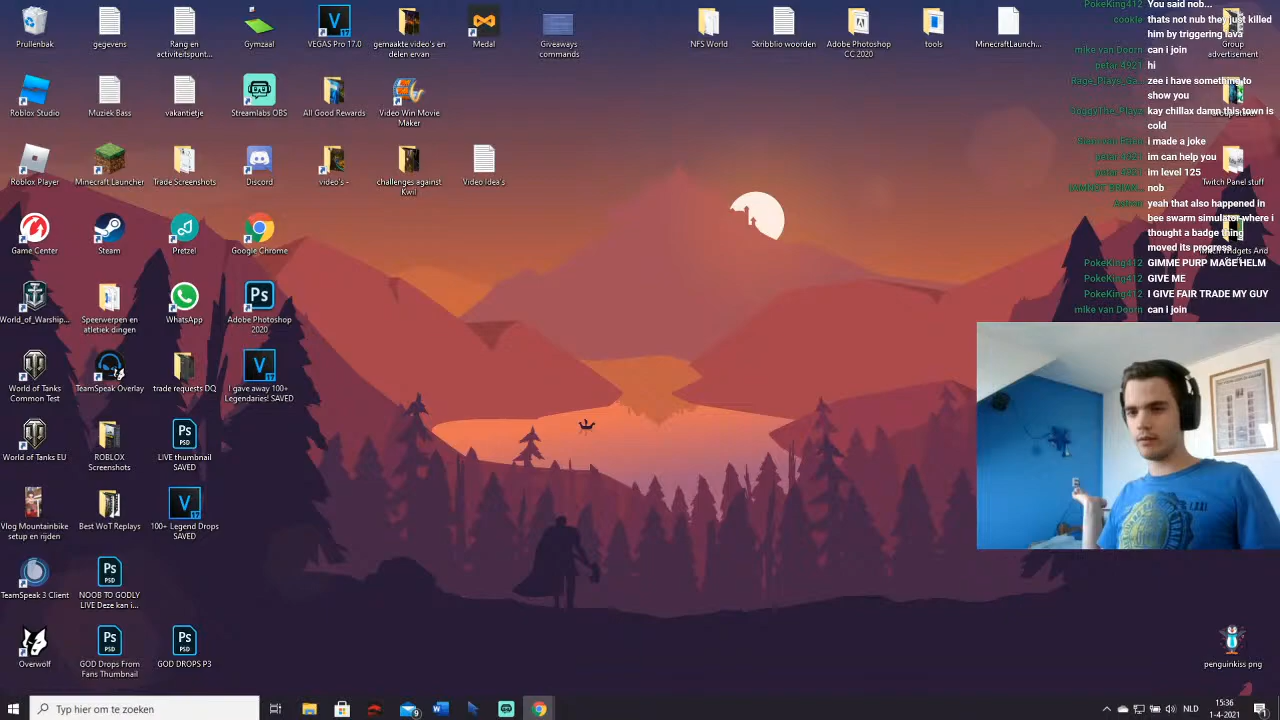 Prullenbak
gegevens
Rang en
activiteitspunt...
Gymzaal
VEGAS Pro 17.0
gemaakte video's en
delen ervan
Medal
Giveaways
commands
NFS World
Skribblio woorden
Adobe Photoshop
CC 2020
tools
MinecraftLaunch...
Group
advertisement
Roblox Studio
Muziek Bass
vakantietje
Streamlabs OBS
All Good Rewards
Video Win Movie
Maker
Roblox Player
Minecraft Launcher
Trade Screenshots
Discord
video's -
challenges against
Kwil
Video Idea's
Twitch Panel stuff
Game Center
Steam
Pretzel
Google Chrome
World_of_Warship...
Speerwerpen en
atletiek dingen
WhatsApp
Adobe Photoshop
2020
World of Tanks
Common Test
TeamSpeak Overlay
trade requests DQ
I gave away 100+
Legendaries! SAVED
World of Tanks EU
ROBLOX
Screenshots
LIVE thumbnail
SAVED
Vlog Mountainbike
setup en rijden
Best WoT Replays
100+ Legend Drops
SAVED
TeamSpeak 3 Client
NOOB TO GODLY
LIVE Deze kan i...
Overwolf
GOD Drops From
Fans Thumbnail
GOD DROPS P3
penguinkiss png
PokeKing412 You said nob...
cookie thats not nub they just killed
him by triggering lava
mike van Doorn can i join
petar 4921 hi
Rage_Plays_Ga... zee i have something
show you
kay chillax damn this town is
cold
i made a joke
petar 4921 im can help you
petar 4921 im level 125
nob
Astron yeah that also happened in
bee swarm simulator where i
thought a badge thing
moved its progress
PokeKing412 GIMME PURP MAGE HELM
PokeKing412 GIVE ME
PokeKing412 I GIVE FAIR TRADE MY GUY
mike van Doorn can i join
Typ hier om te zoeken
9
NLD
15:36
1-4-2021